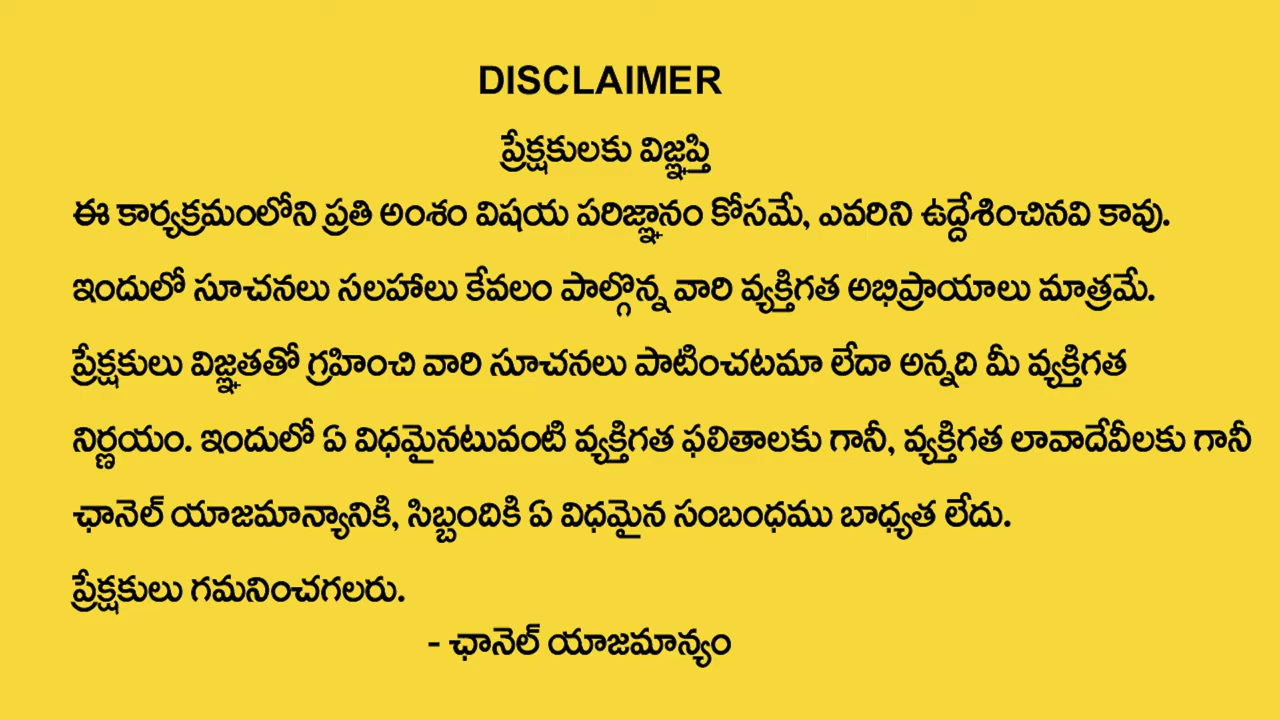 DISCLAIMER
ప్రేక్షకులకు విజ్ఞప్తి
ఈ కార్యక్రమంలోని ప్రతి అంశం విషయ పరిజ్ఞానం కోసమే, ఎవరిని ఉద్దేశించినవి కావు.
ఇందులో సూచనలు సలహాలు కేవలం పాల్గొన్న వారి వ్యక్తిగత అభిప్రాయాలు మాత్రమే.
ప్రేక్షకులు విజ్ఞతతో గ్రహించి వారి సూచనలు పాటించటమా లేదా అన్నది మీ వ్యక్తిగత
నిర్ణయం. ఇందులో ఏ విధమైనటువంటి వ్యక్తిగత ఫలితాలకు గానీ, వ్యక్తిగత లావాదేవీలకు గానీ
ఛానెల్ యాజమాన్యానికి, సిబ్బందికి ఏ విధమైన సంబంధము బాధ్యత లేదు.
ప్రేక్షకులు గమనించగలరు.
- ఛానెల్ యాజమాన్యం